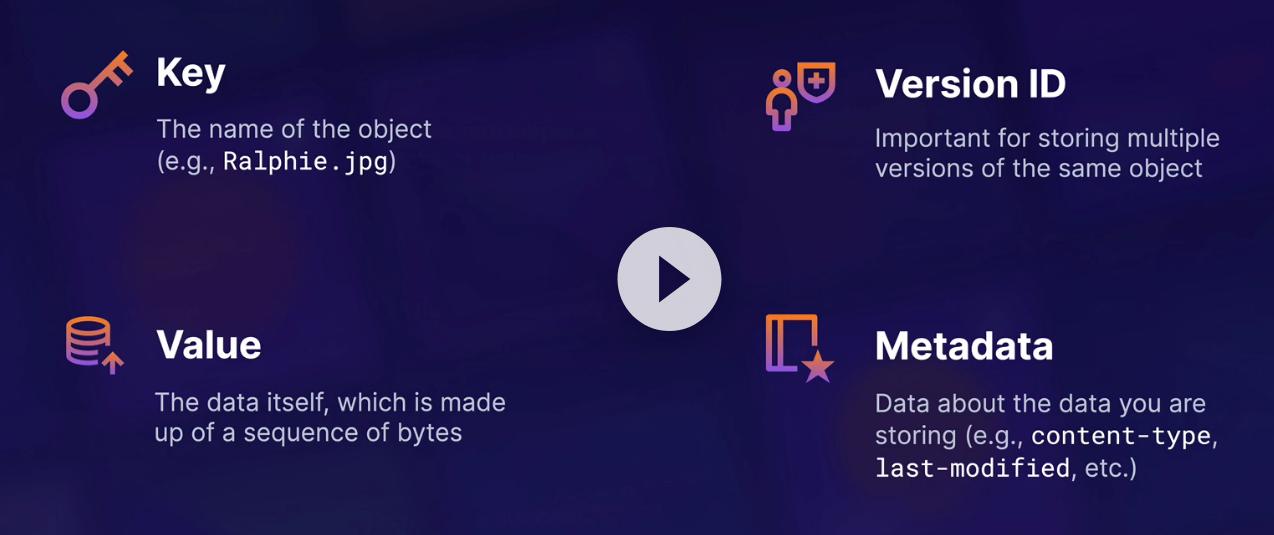 Key
The name of the object
(e.g., Ralphie.jpg)
Version ID
Important for storing multiple
versions of the same object
Value
The data itself, which is made
up of a sequence of bytes
Metadata
Data about the data you are
storing (e.g., content-type,
last-modified, etc.)